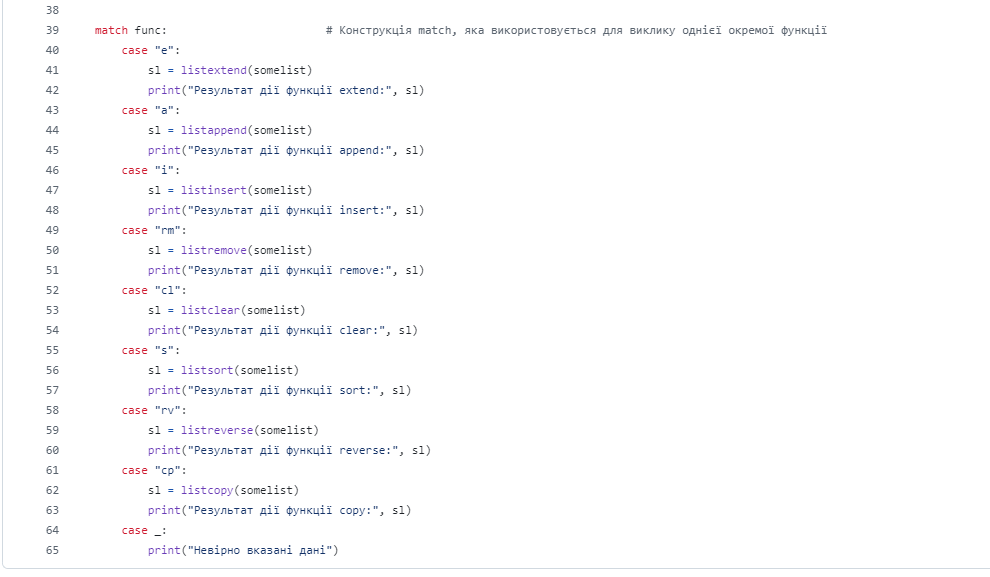 38
39 match func: # Конструкція match, яка використовується для виклику однієї окремої функції
40 case "e":
41 sl = listextend(somelist)
42 print("Результат дії функції extend:", sl)
43 case "a":
44 sl = listappend(somelist)
45 print("Результат дії функції append:", sl)
46 case "i":
47 sl = listinsert(somelist)
48 print("Результат дії функції insert:", sl)
49 case "rm":
50 sl = listremove(somelist)
51 print("Результат дії функції remove:", sl)
52 case "cl":
53 sl = listclear(somelist)
54 print("Результат дії функції clear:", sl)
55 case "s":
56 sl = listsort(somelist)
57 print("Результат дії функції sort:", sl)
58 case "rv":
59 sl = listreverse(somelist)
60 print("Результат дії функції reverse:", sl)
61 case "cp":
62 sl = listcopy(somelist)
63 print("Результат дії функції copy:", sl)
64 case _:
65 print("Невірно вказані дані")